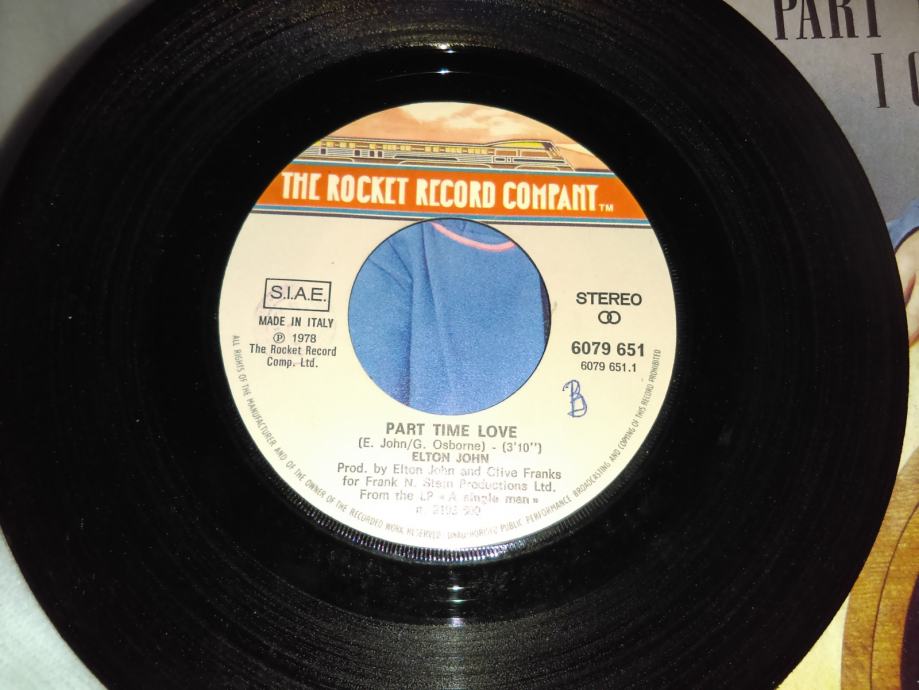 PART
I
THE ROCKET RECORD COMPANY TM
S.I.A.E.
MADE IN ITALY
℗ 1978
The Rocket Record
Comp. Ltd.
STEREO
6079 651
6079 651.1
B
PART TIME LOVE
(E. John/G. Osborne) - (3'10")
ELTON JOHN
Prod. by Elton John and Clive Franks
for Frank N. Stein Productions Ltd.
From the LP « A single man »
ALL RIGHTS OF THE MANUFACTURER AND OF THE OWNER OF THE RECORDED WORK RESERVED - UNAUTHORISED PUBLIC PERFORMANCE BROADCASTING AND COPYING OF THIS RECORD PROHIBITED